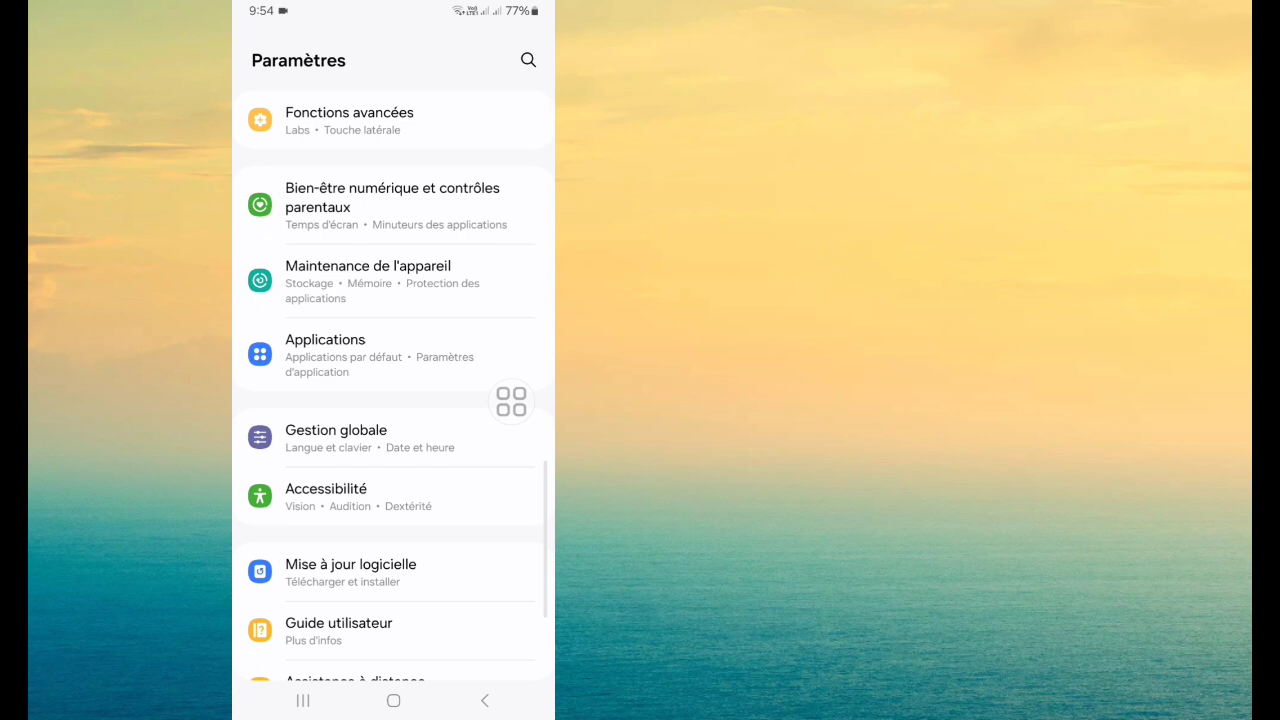 9:54
77%
Paramètres
Fonctions avancées
Labs • Touche latérale
Bien-être numérique et contrôles
parentaux
Temps d'écran • Minuteurs des applications
Maintenance de l'appareil
Stockage • Mémoire • Protection des
applications
Applications
Applications par défaut • Paramètres
d'application
Gestion globale
Langue et clavier • Date et heure
Accessibilité
Vision • Audition • Dextérité
Mise à jour logicielle
Télécharger et installer
Guide utilisateur
Plus d'infos
Assistance à distance